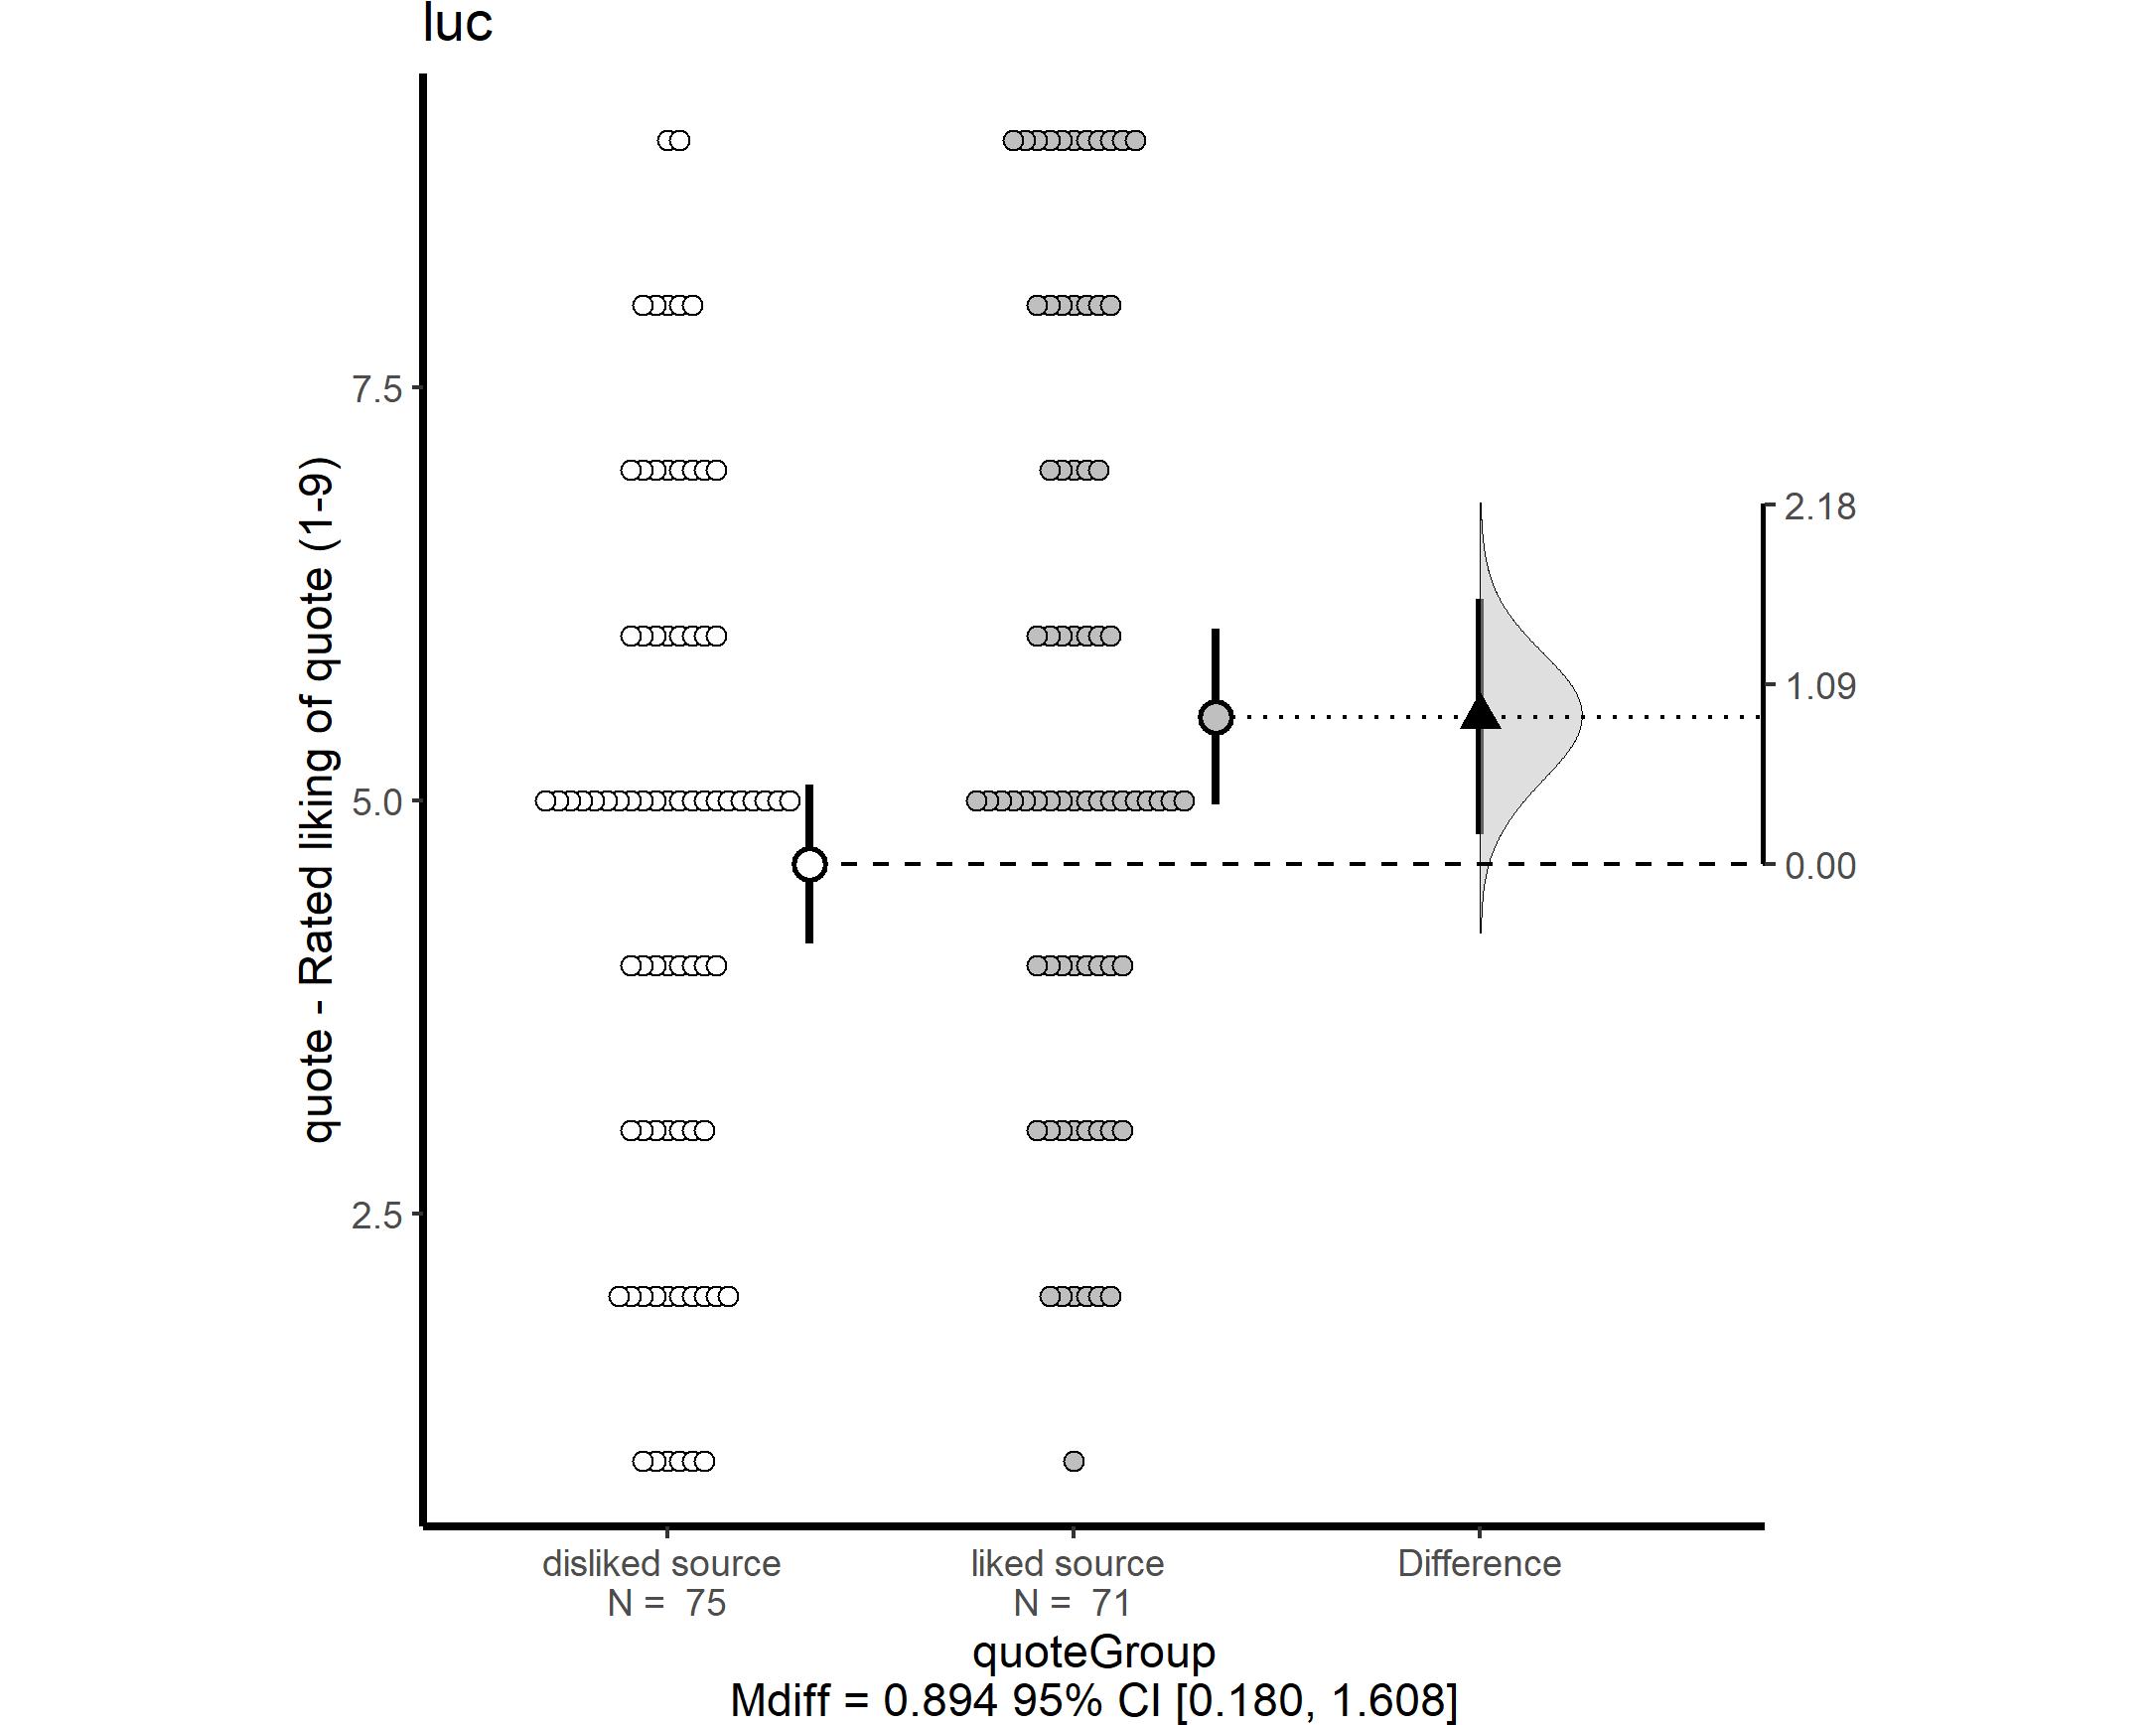 luc
quote - Rated liking of quote (1-9)
7.5
5.0
2.5
2.18
1.09
0.00
disliked source
N =  75
liked source
N =  71
Difference
quoteGroup
Mdiff = 0.894 95% CI [0.180, 1.608]